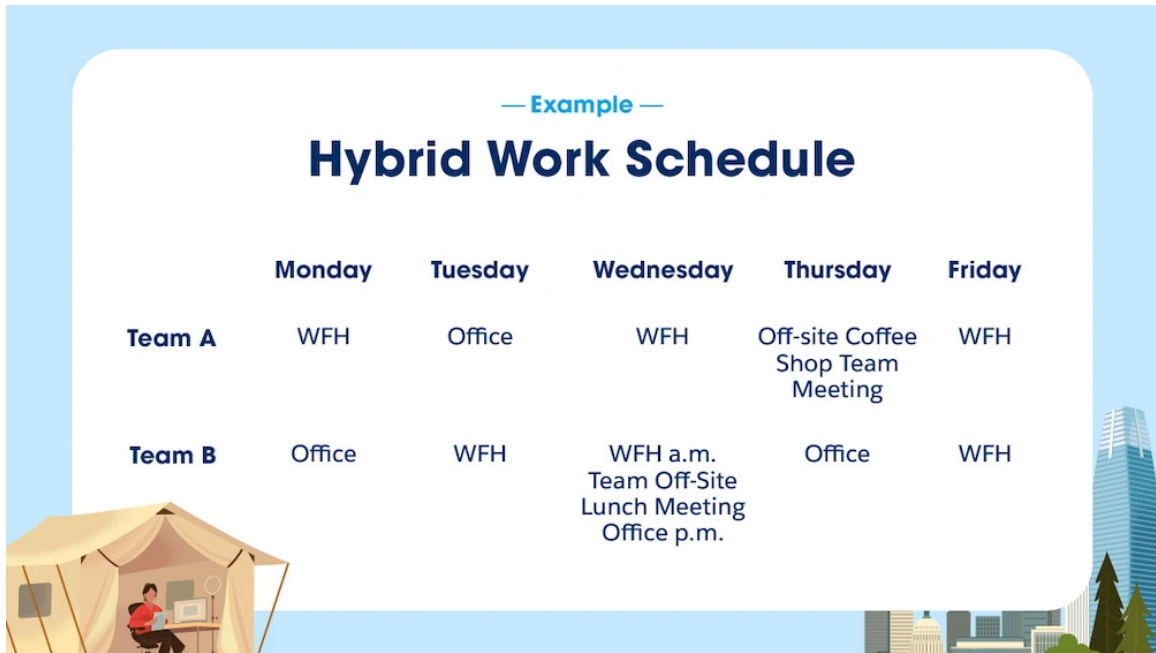 — Example —
Hybrid Work Schedule
Monday Tuesday Wednesday Thursday Friday
Team A WFH Office WFH Off-site Coffee WFH
Shop Team
Meeting
Team B Office WFH WFH a.m. Office WFH
Team Off-Site
Lunch Meeting
Office p.m.